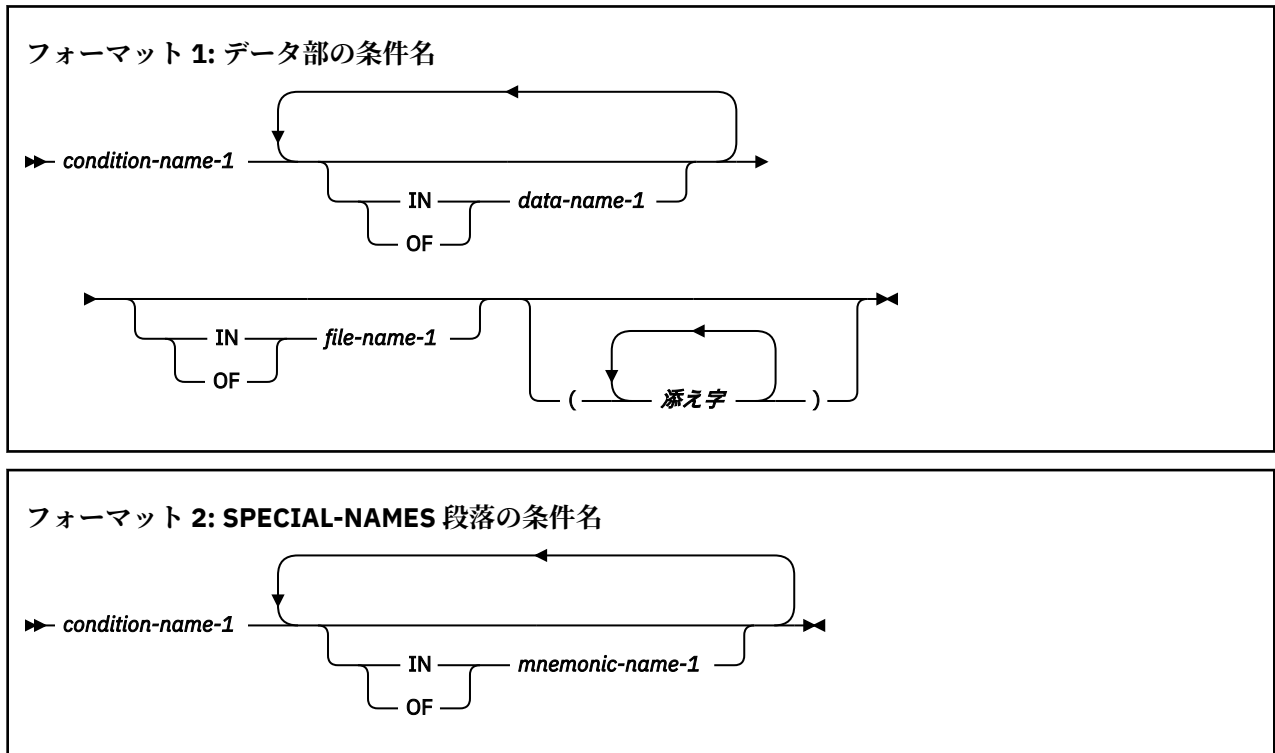 フォーマット 1: データ部の条件名
condition-name-1
IN data-name-1
OF
IN file-name-1
OF
( 添え字 )
フォーマット 2: SPECIAL-NAMES 段落の条件名
condition-name-1
IN mnemonic-name-1
OF